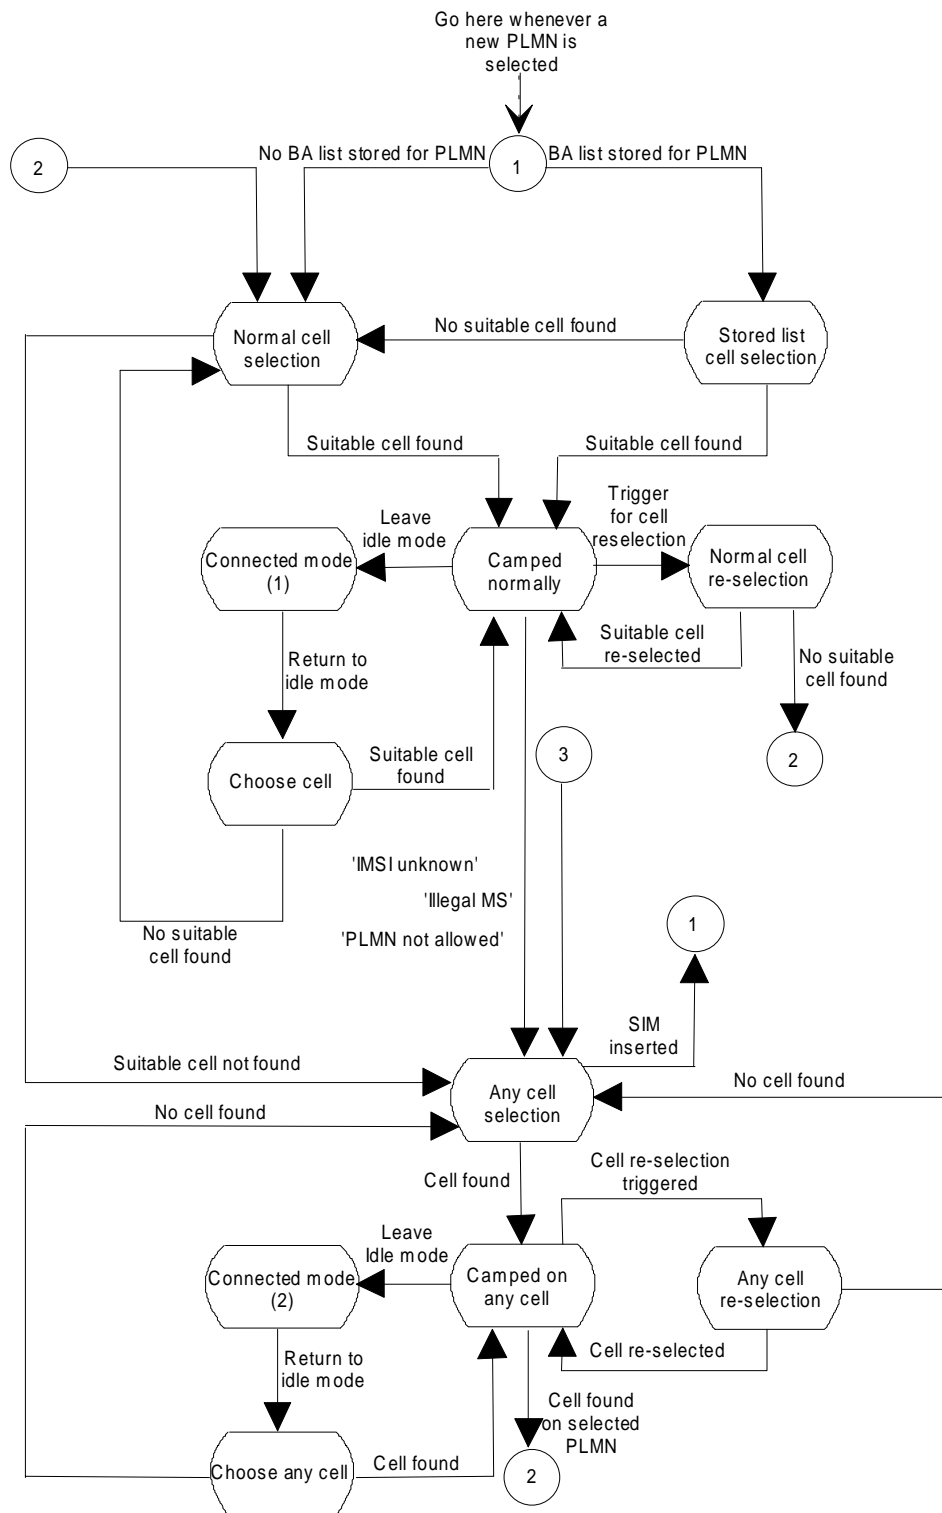 Go here whenever a
new PLMN is
selected
2
No BA list stored for PLMN
1
BA list stored for PLMN
Normal cell
selection
No suitable cell found
Stored list
cell selection
Suitable cell found
Suitable cell found
Leave
idle mode
Trigger
for cell
reselection
Connected mode
(1)
Camped
normally
Normal cell
re-selection
Suitable cell
re-selected
Return to
idle mode
No suitable
cell found
Choose cell
Suitable cell
found
3
2
'IMSI unknown'
'Illegal MS'
'PLMN not allowed'
No suitable
cell found
1
SIM
inserted
Suitable cell not found
Any cell
selection
No cell found
No cell found
Cell found
Cell re-selection
triggered
Leave
Idle mode
Connected mode
(2)
Camped on
any cell
Any cell
re-selection
Return to
idle mode
Cell re-selected
Cell found
on selected
PLMN
Choose any cell
Cell found
2